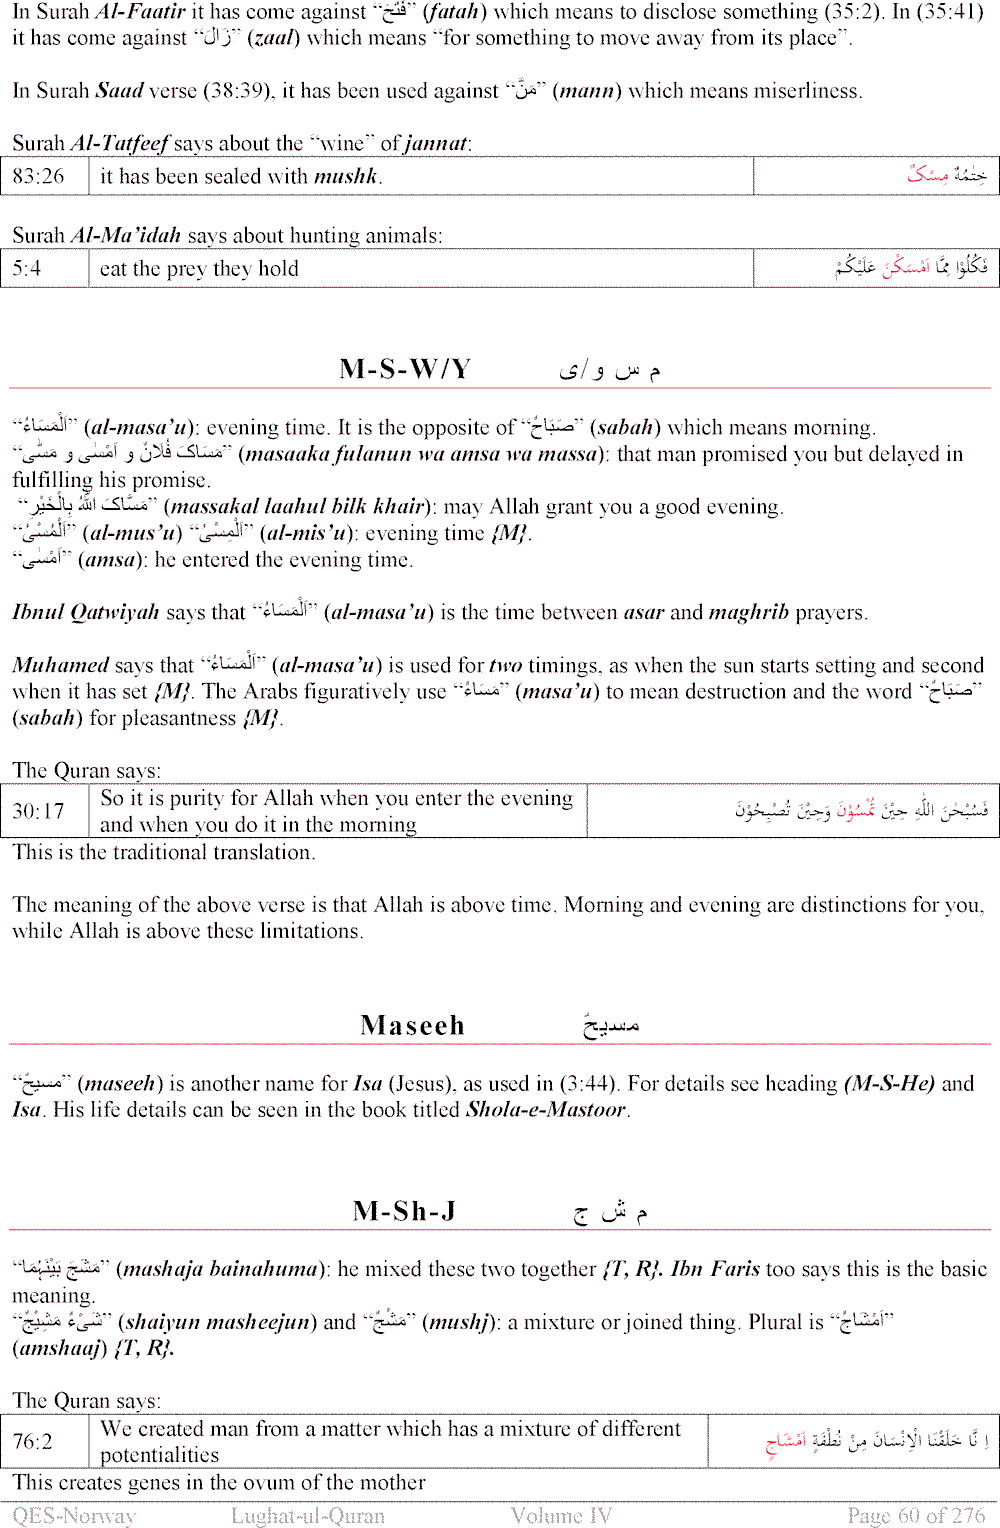 In Surah Al-Faatir it has come against “فَتَحَ” (fatah) which means to disclose something (35:2). In (35:41)
it has come against “زَالَ” (zaal) which means “for something to move away from its place”.
In Surah Saad verse (38:39), it has been used against “مَنَّ” (mann) which means miserliness.
Surah Al-Tatfeef says about the “wine” of jannat:
83:26 it has been sealed with mushk. خِتٰمُهٗ مِسْکٌ
Surah Al-Ma’idah says about hunting animals:
5:4 eat the prey they hold فَكُلُوْا مِمَّا اَمْسَكْنَ عَلَيْكُمْ
M-S-W/Y م س و/ی
“اَلْمَسَاءُ” (al-masa’u): evening time. It is the opposite of “صَبَاحٌ” (sabah) which means morning.
“مَسَاکَ فُلَانٌ و اَمْسٰی و مَسّٰی” (masaaka fulanun wa amsa wa massa): that man promised you but delayed in
fulfilling his promise.
“مَسَّاکَ اللّٰہُ بِالْخَيْرِ” (massakal laahul bilk khair): may Allah grant you a good evening.
“اَلْمُسْیُ” (al-mus’u) “اَلْمِسْیُ” (al-mis’u): evening time {M}.
“اَمْسٰی” (amsa): he entered the evening time.
Ibnul Qatwiyah says that “اَلْمَسَاءُ” (al-masa’u) is the time between asar and maghrib prayers.
Muhamed says that “اَلْمَسَاءُ” (al-masa’u) is used for two timings, as when the sun starts setting and second
when it has set {M}. The Arabs figuratively use “مَسَاءٌ” (masa’u) to mean destruction and the word “صَبَاحٌ”
(sabah) for pleasantness {M}.
The Quran says:
30:17 So it is purity for Allah when you enter the evening فَسُبْحٰنَ اللّٰهِ حِيْنَ تُمْسُوْنَ وَحِيْنَ تُصْبِحُوْنَ
and when you do it in the morning
This is the traditional translation.
The meaning of the above verse is that Allah is above time. Morning and evening are distinctions for you,
while Allah is above these limitations.
Maseeh مسیحٌ
“مسیحٌ” (maseeh) is another name for Isa (Jesus), as used in (3:44). For details see heading (M-S-He) and
Isa. His life details can be seen in the book titled Shola-e-Mastoor.
M-Sh-J م ش ج
“مَشَجَ بَيْنَہُمَا” (mashaja bainahuma): he mixed these two together {T, R}. Ibn Faris too says this is the basic
meaning.
“شَیْءٌ مَشِيْجٌ” (shaiyun masheejun) and “مَشْجٌ” (mushj): a mixture or joined thing. Plural is “اَمْشَاجٌ”
(amshaaj) {T, R}.
The Quran says:
76:2 We created man from a matter which has a mixture of different اِ نَّا خَلَقْنَا الْاِنْسَانَ مِنْ نُطْفَةٍ اَمْشَاجٍ
potentialities
This creates genes in the ovum of the mother
QES-Norway Lughat-ul-Quran Volume IV Page 60 of 276